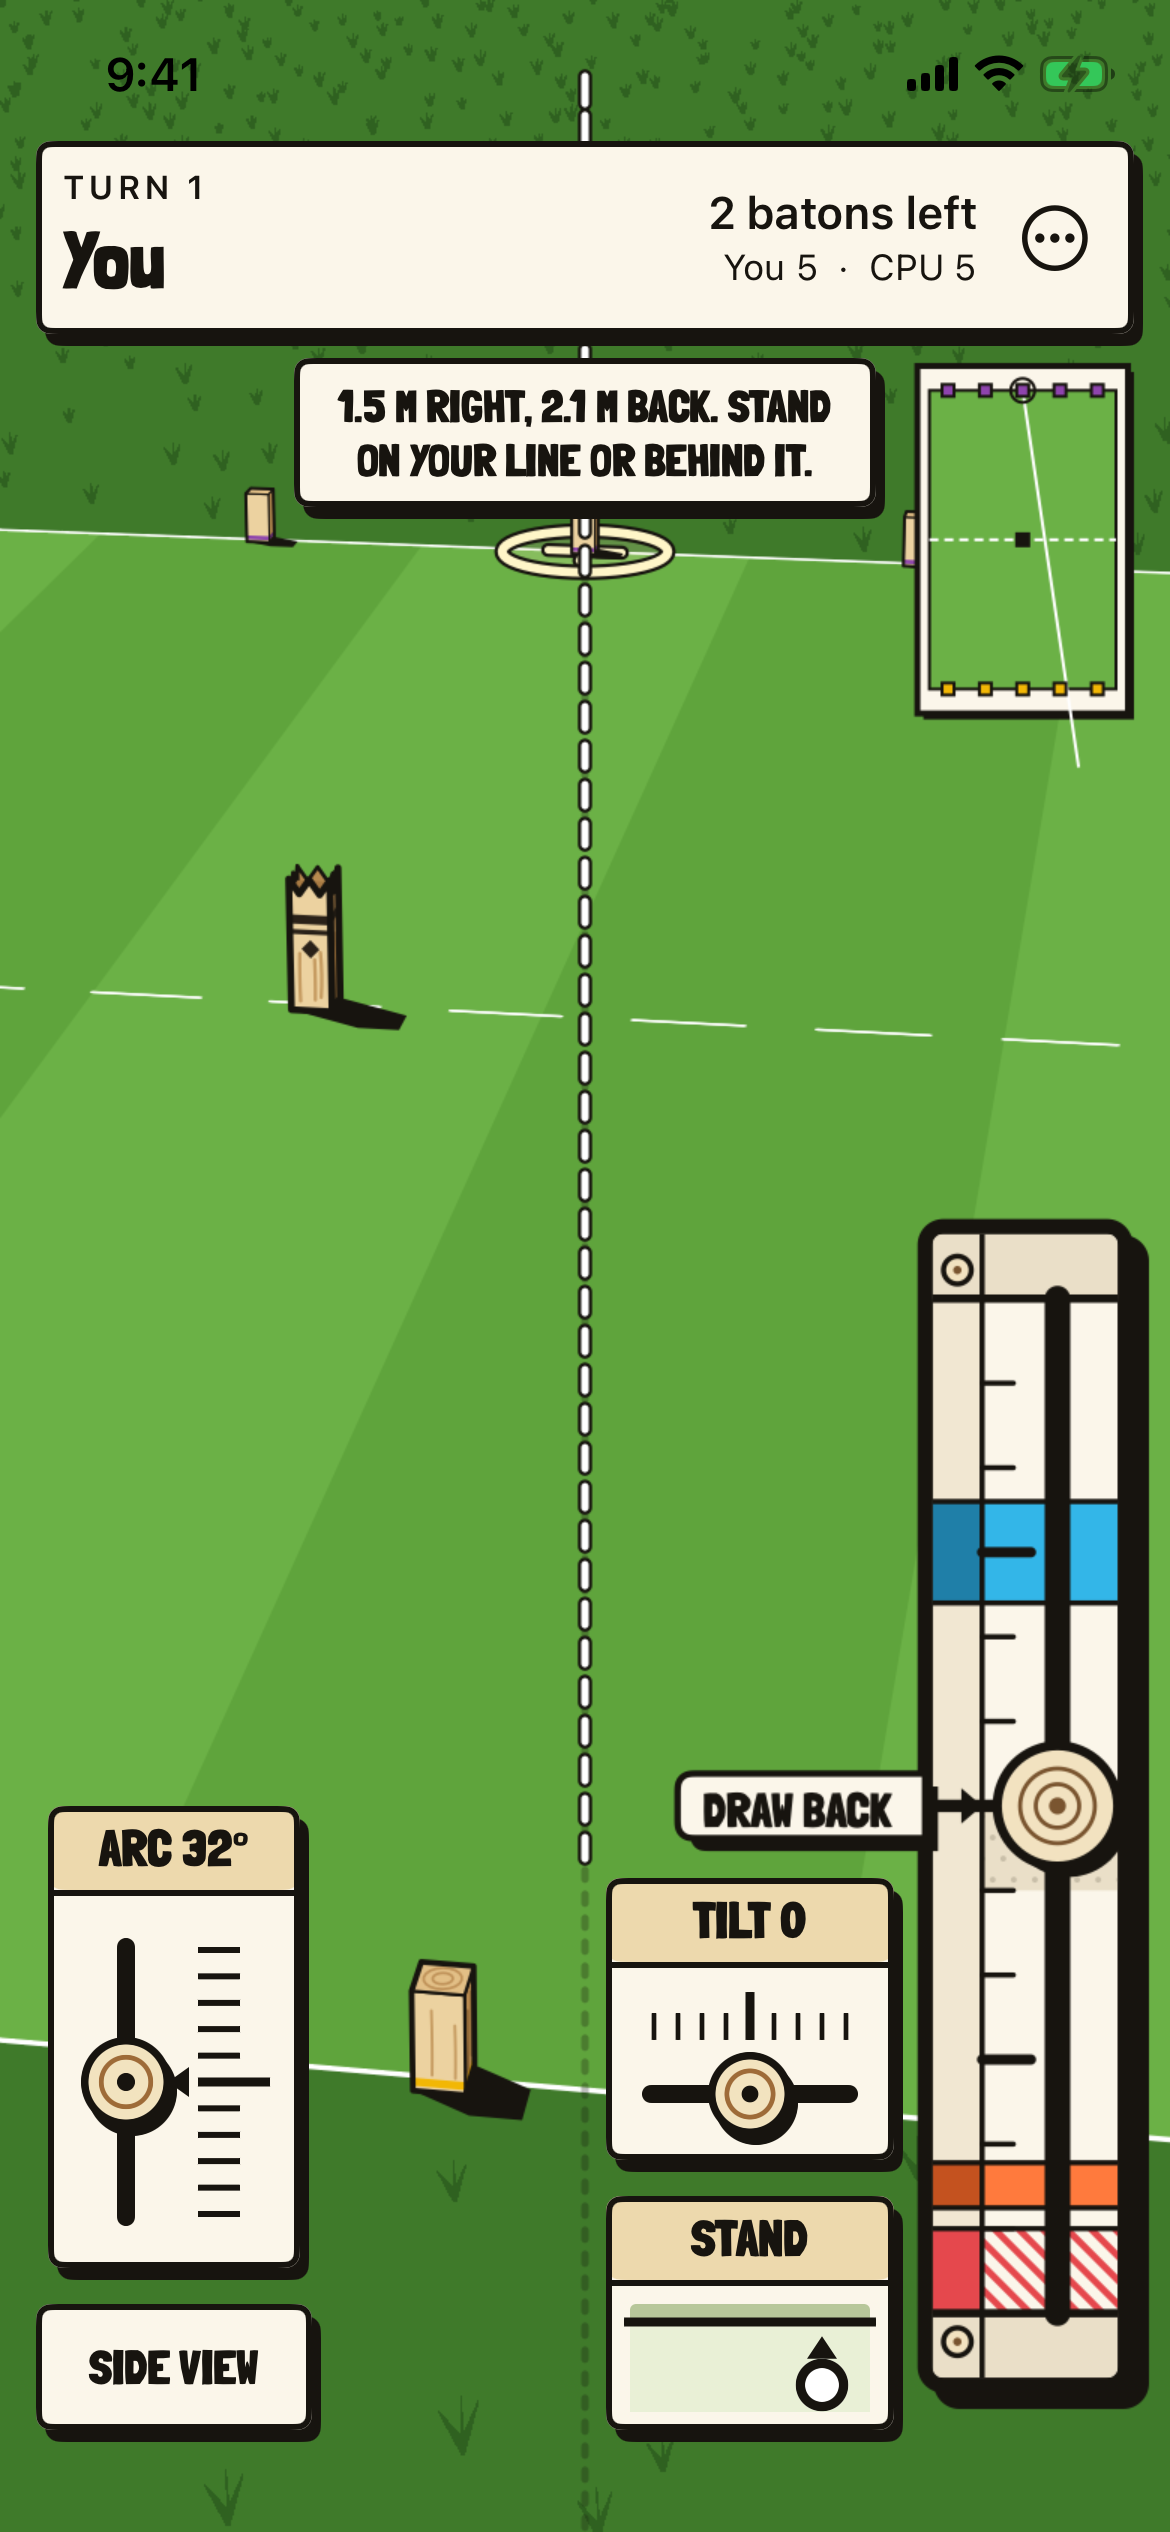 9:41
TURN 1
You
2 batons left
You 5 · CPU 5
1.5 M RIGHT, 2.1 M BACK. STAND
ON YOUR LINE OR BEHIND IT.
DRAW BACK
ARC 32°
TILT 0
STAND
SIDE VIEW